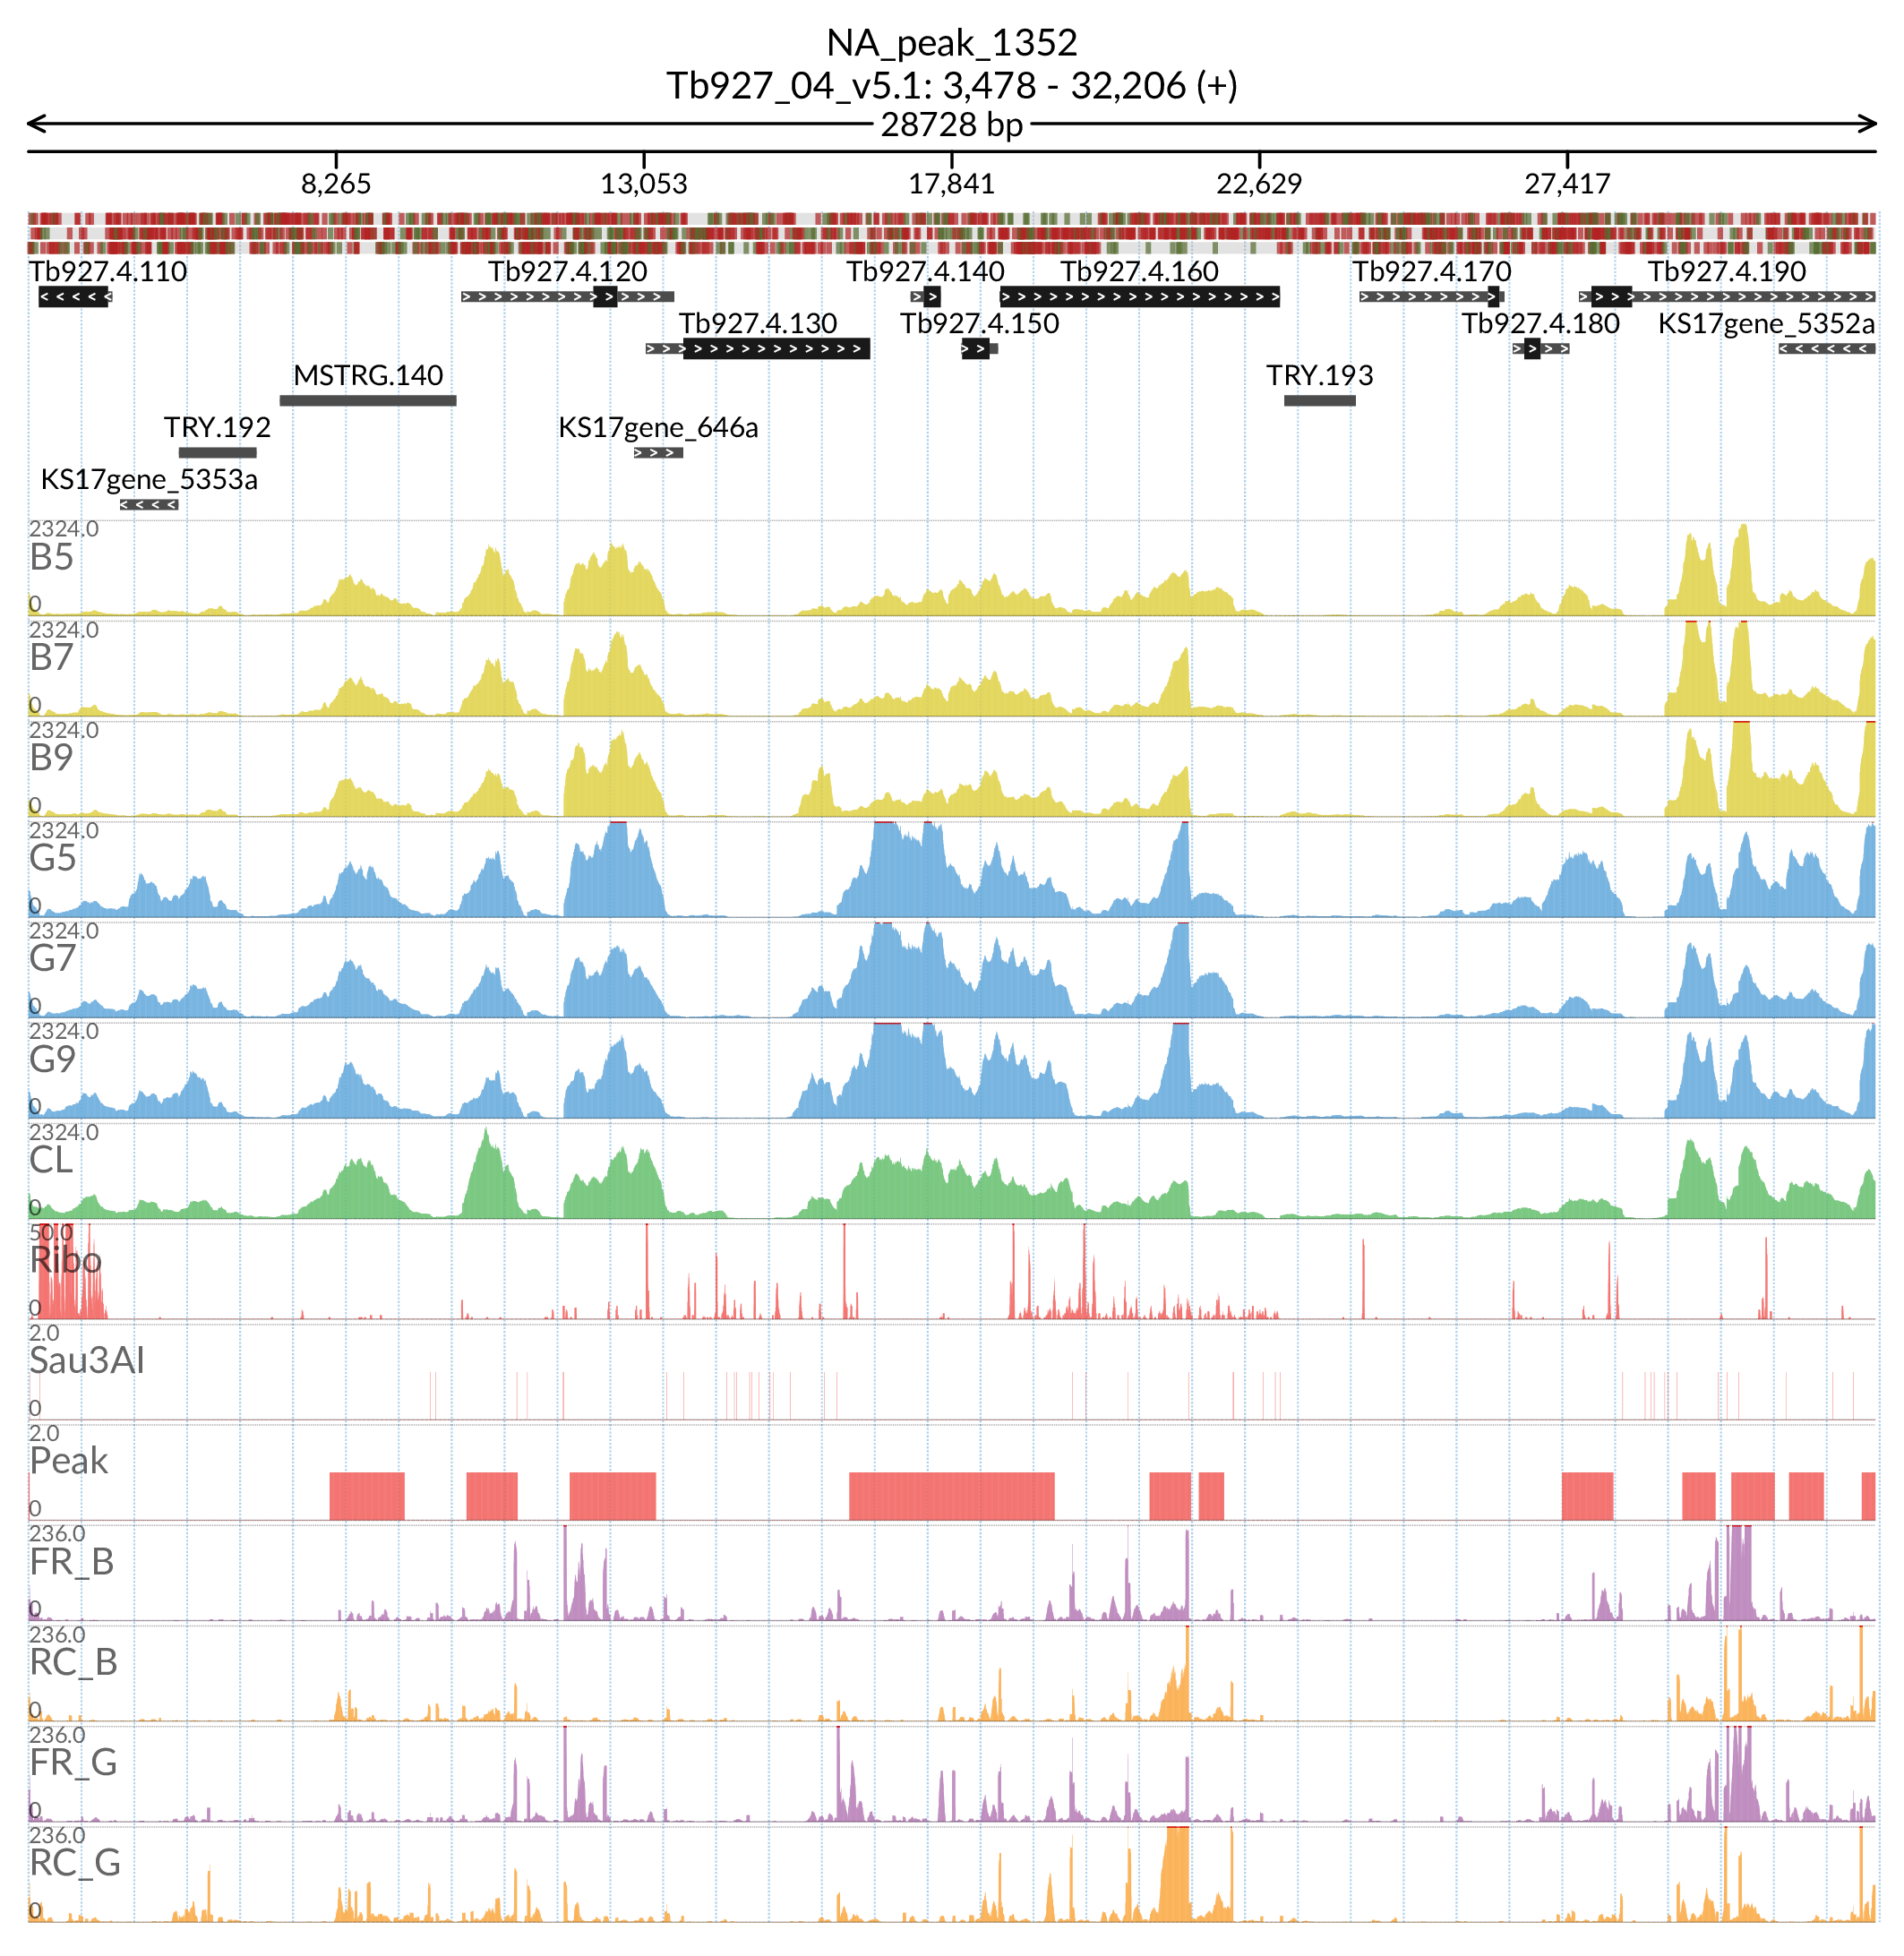 NA_peak_1352
Tb927_04_v5.1: 3,478 - 32,206 (+)
28728 bp
8,265 13,053 17,841 22,629 27,417
Tb927.4.110 Tb927.4.120 Tb927.4.140 Tb927.4.160 Tb927.4.170 Tb927.4.190
Tb927.4.130 Tb927.4.150 Tb927.4.180 KS17gene_5352a
MSTRG.140 TRY.193
TRY.192 KS17gene_646a
KS17gene_5353a
2324.0
B5
0
2324.0
B7
0
2324.0
B9
0
2324.0
G5
0
2324.0
G7
0
2324.0
G9
0
2324.0
CL
0
50.0
Ribo
0
2.0
Sau3AI
0
2.0
Peak
0
236.0
FR_B
0
236.0
RC_B
0
236.0
FR_G
0
236.0
RC_G
0